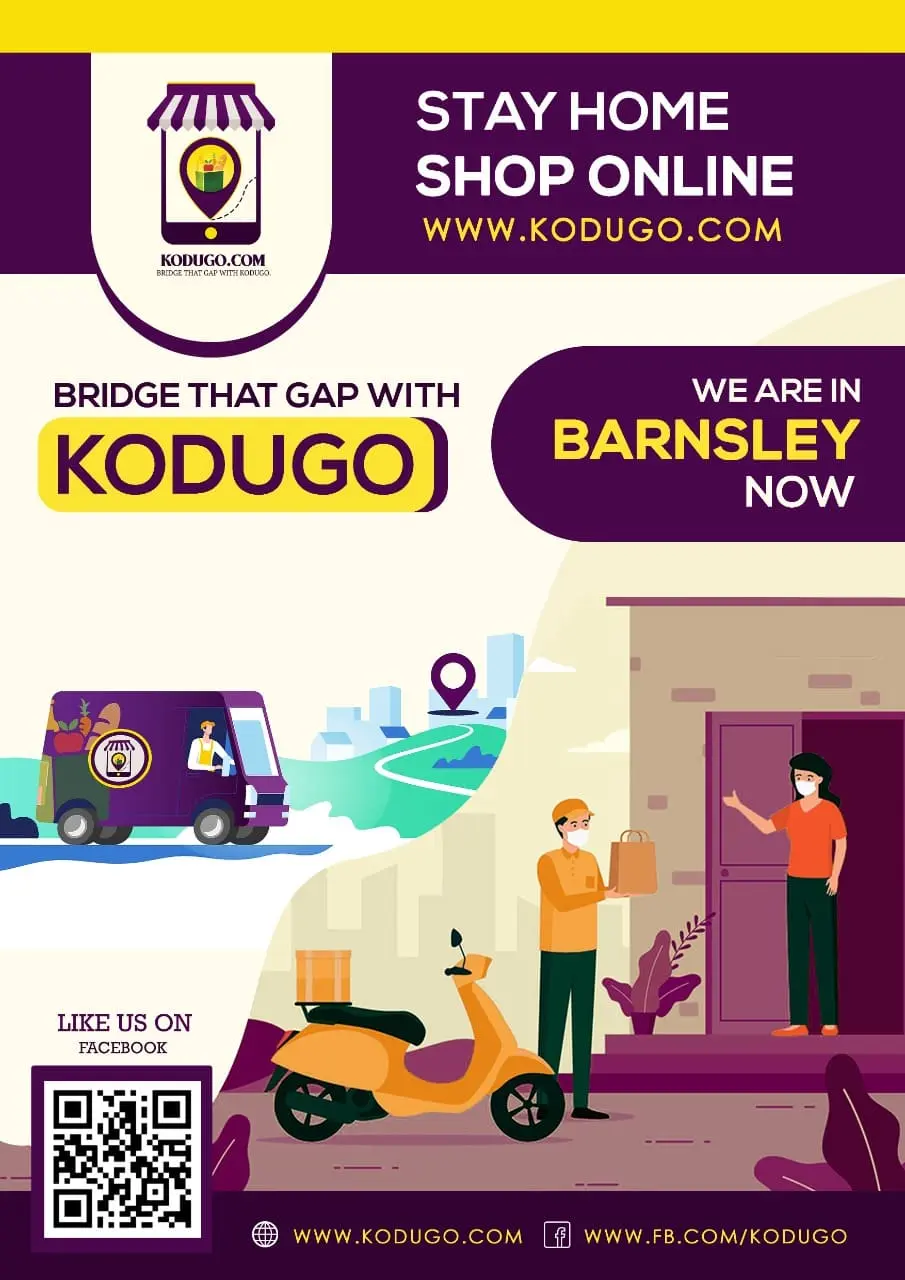 STAY HOME
SHOP ONLINE
WWW.KODUGO.COM
KODUGO.COM
BRIDGE THAT GAP WITH KODUGO.
BRIDGE THAT GAP WITH
KODUGO
WE ARE IN
BARNSLEY
NOW
LIKE US ON
FACEBOOK
WWW.KODUGO.COM
WWW.FB.COM/KODUGO